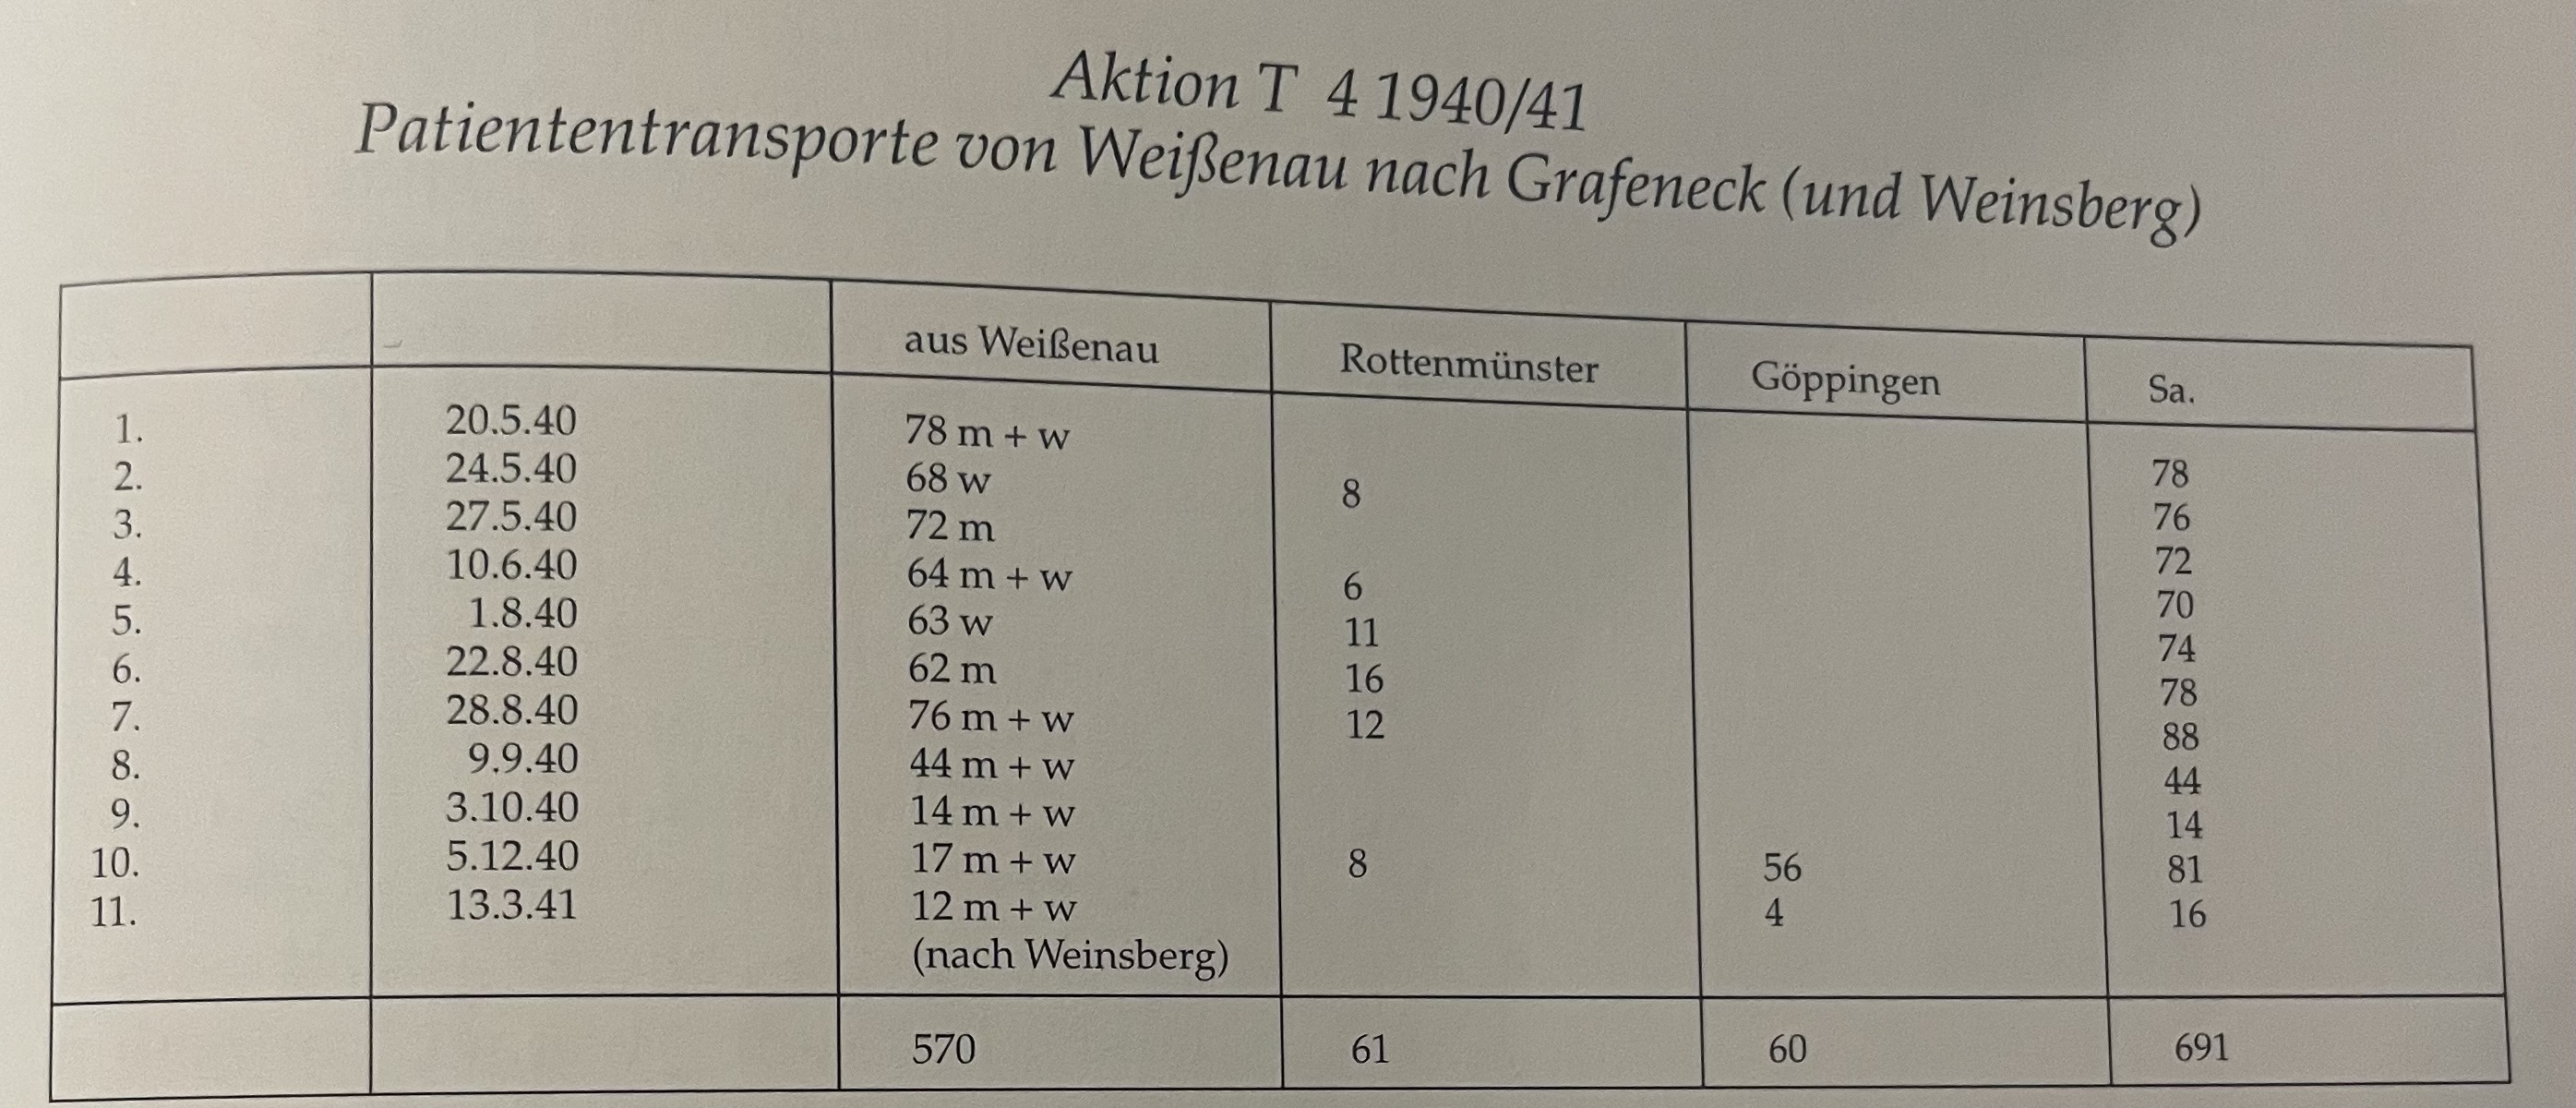 Aktion T 4 1940/41
Patiententransporte von Weißenau nach Grafeneck (und Weinsberg)
aus Weißenau Rottenmünster Göppingen Sa.
1. 20.5.40 78 m + w 78
2. 24.5.40 68 w 8 76
3. 27.5.40 72 m 72
4. 10.6.40 64 m + w 6 70
5. 1.8.40 63 w 11 74
6. 22.8.40 62 m 16 78
7. 28.8.40 76 m + w 12 88
8. 9.9.40 44 m + w 44
9. 3.10.40 14 m + w 14
10. 5.12.40 17 m + w 8 56 81
11. 13.3.41 12 m + w 4 16
(nach Weinsberg)
570 61 60 691